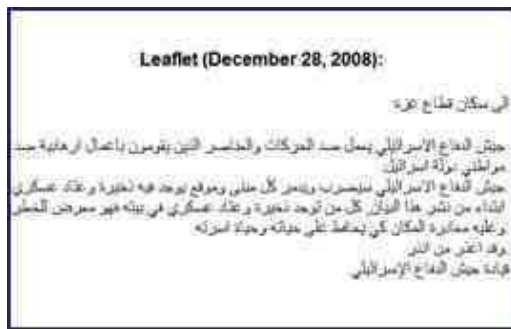 Leaflet (December 28, 2008):
الى سكان قطاع غزة:
جيش الدفاع الاسرائيلي يعمل ضد الحركات والعناصر الذين يقومون باعمال ارهابية ضد
مواطني دولة اسرائيل.
جيش الدفاع الاسرائيلي سيضرب ويدمر كل مبنى وموقع يوجد فيه ذخيرة وعتاد عسكري
ابتداء من نشر هذا البيان كل من توجد ذخيرة وعتاد عسكري في بيته فهو معرض للخطر
وعليه مغادرة المكان كي يحافظ على حياته وحياة اسرته
وقد اعذر من انذر
قيادة جيش الدفاع الإسرائيلي